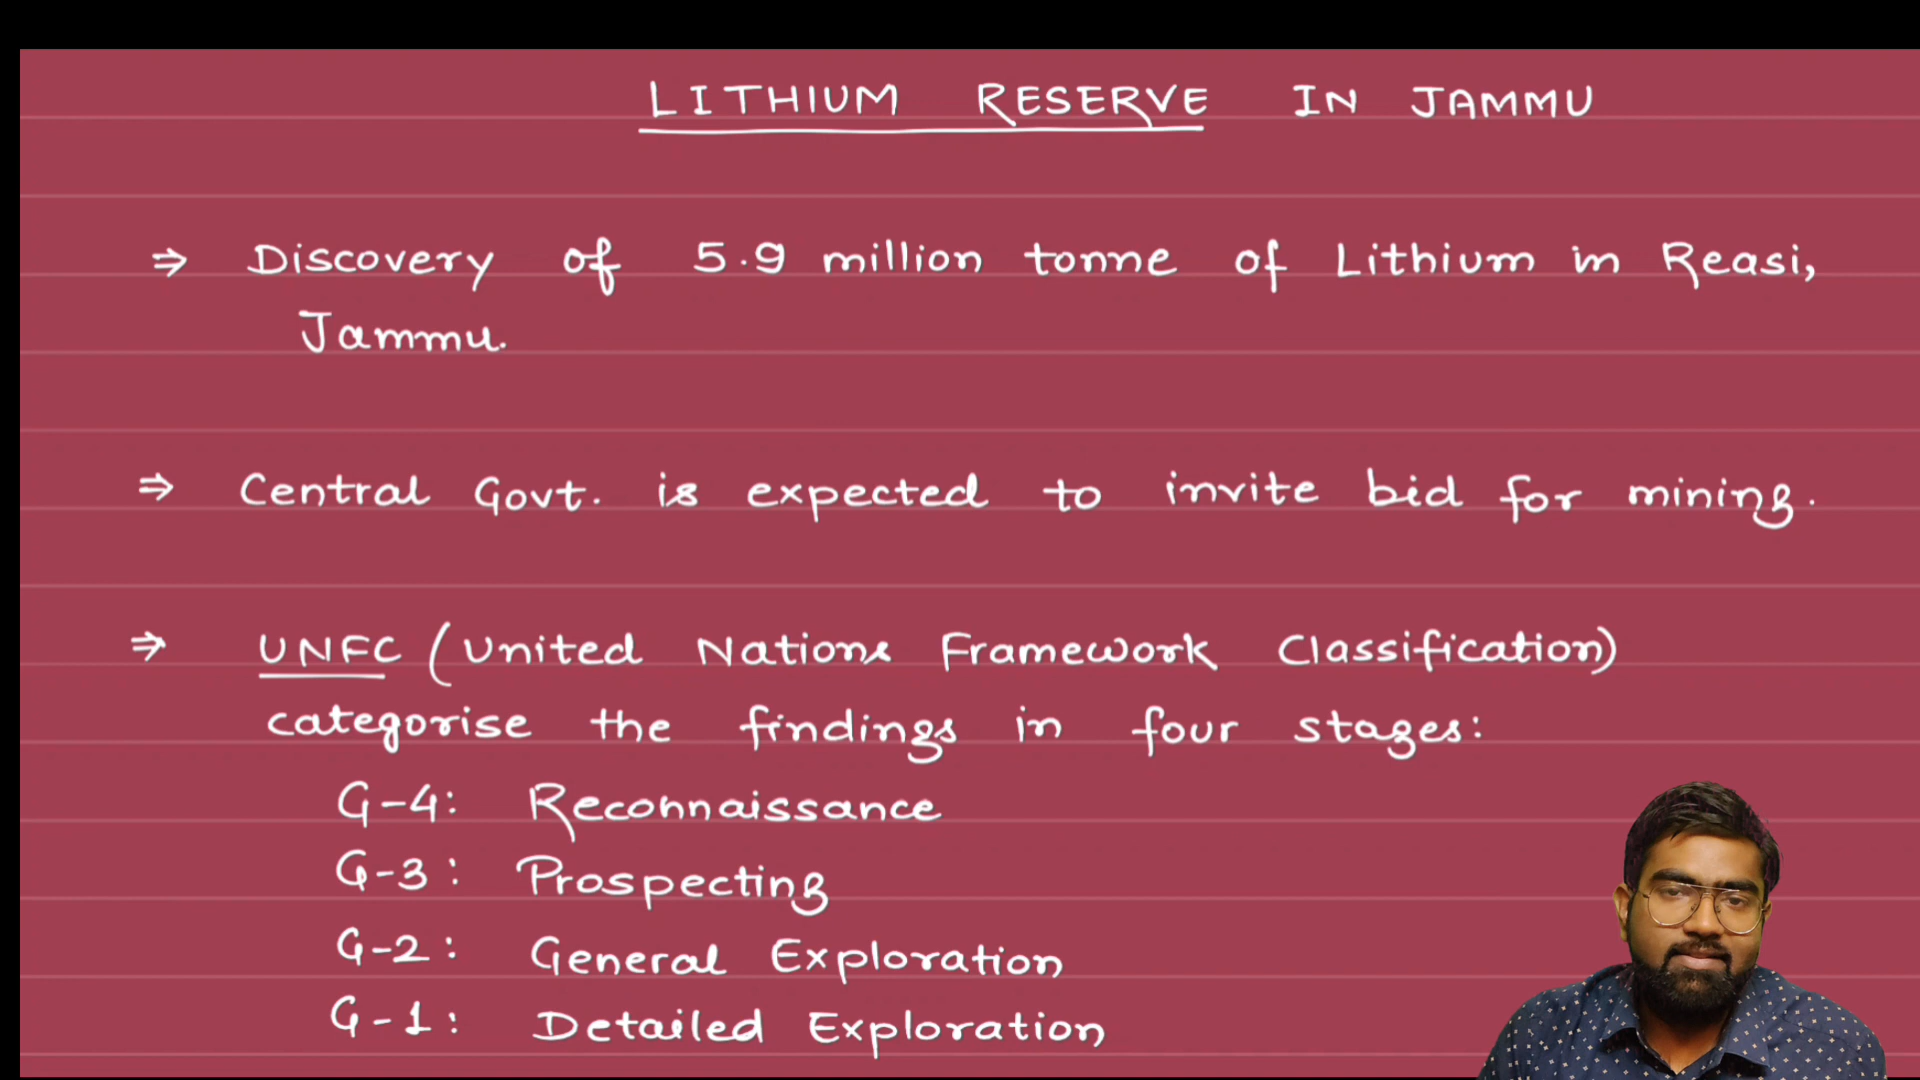 LITHIUM RESERVE IN JAMMU
⇒ Discovery of 5.9 million tonne of Lithium in Reasi,
Jammu.
⇒ Central Govt. is expected to invite bid for mining.
⇒ UNFC (United Nations Framework Classification)
categorise the findings in four stages:
G-4: Reconnaissance
G-3: Prospecting
G-2: General Exploration
G-1: Detailed Exploration